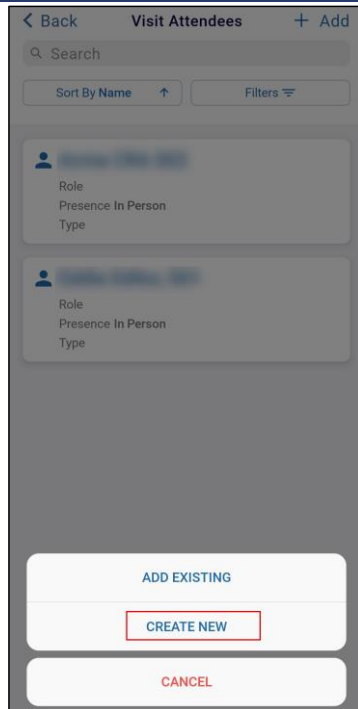 Back Visit Attendees + Add
Search
Sort By Name ↑ Filters
Role
Presence In Person
Type
Role
Presence In Person
Type
ADD EXISTING
CREATE NEW
CANCEL